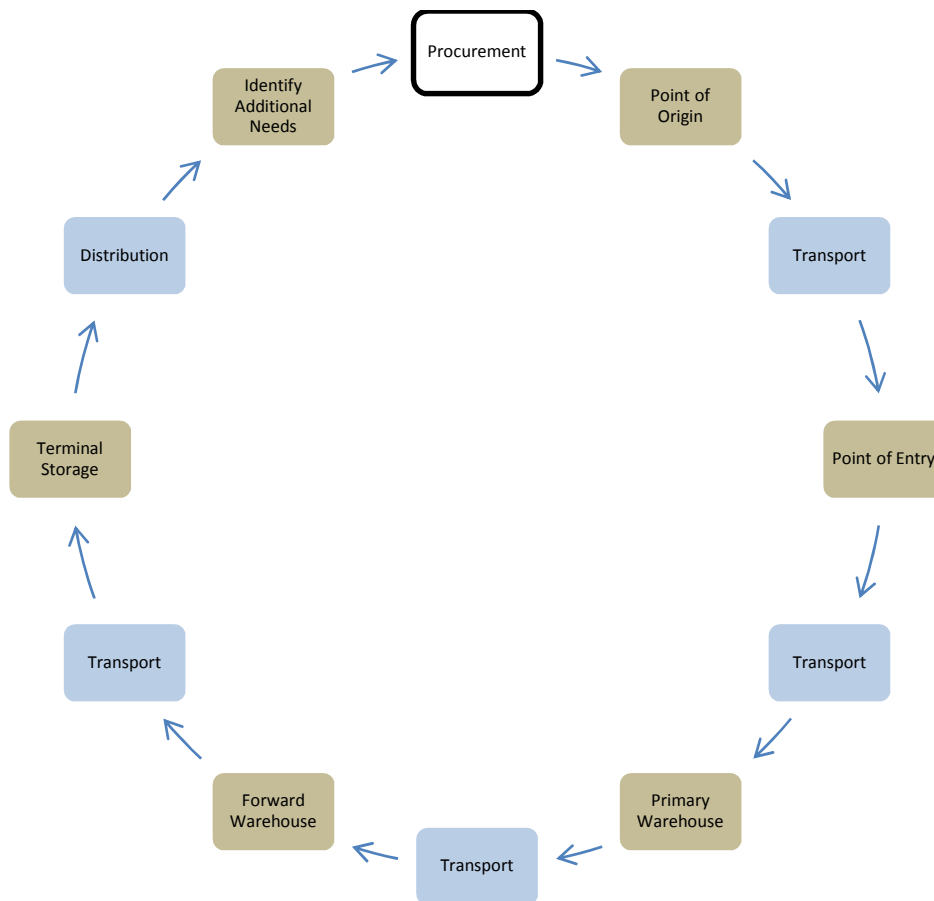 Procurement
Point of
Origin
Transport
Point of Entry
Transport
Primary
Warehouse
Transport
Forward
Warehouse
Transport
Terminal
Storage
Distribution
Identify
Additional
Needs